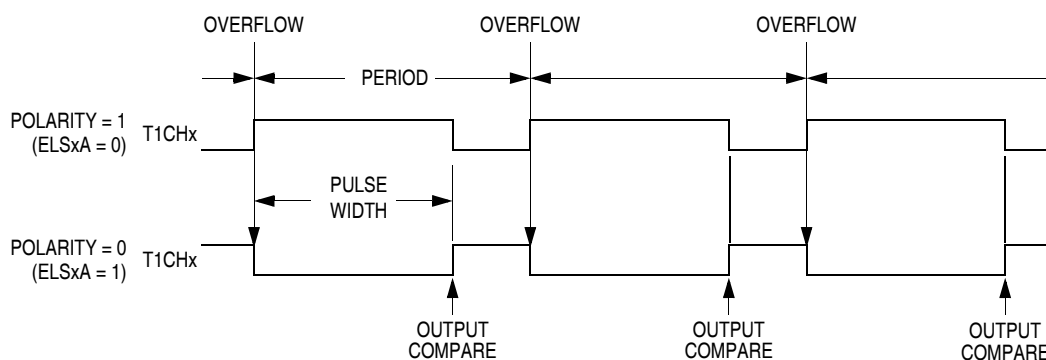 OVERFLOW OVERFLOW OVERFLOW
PERIOD
POLARITY = 1
(ELSxA = 0)
T1CHx
PULSE
WIDTH
POLARITY = 0
(ELSxA = 1)
T1CHx
OUTPUT
COMPARE
OUTPUT
COMPARE
OUTPUT
COMPARE